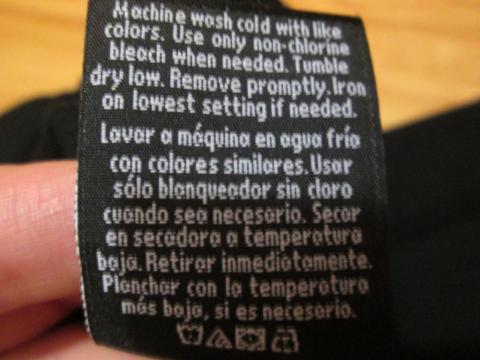 Machine wash cold with like
colors. Use only non-chlorine
bleach when needed. Tumble
dry low. Remove promptly. Iron
on lowest setting if needed.
Lavar a máquina en agua fría
con colores similares. Usar
sólo blanqueador sin cloro
cuando sea necesario. Secar
en secadora a temperatura
baja. Retirar inmediatamente.
Planchar con la temperatura
más baja, si es necesario.